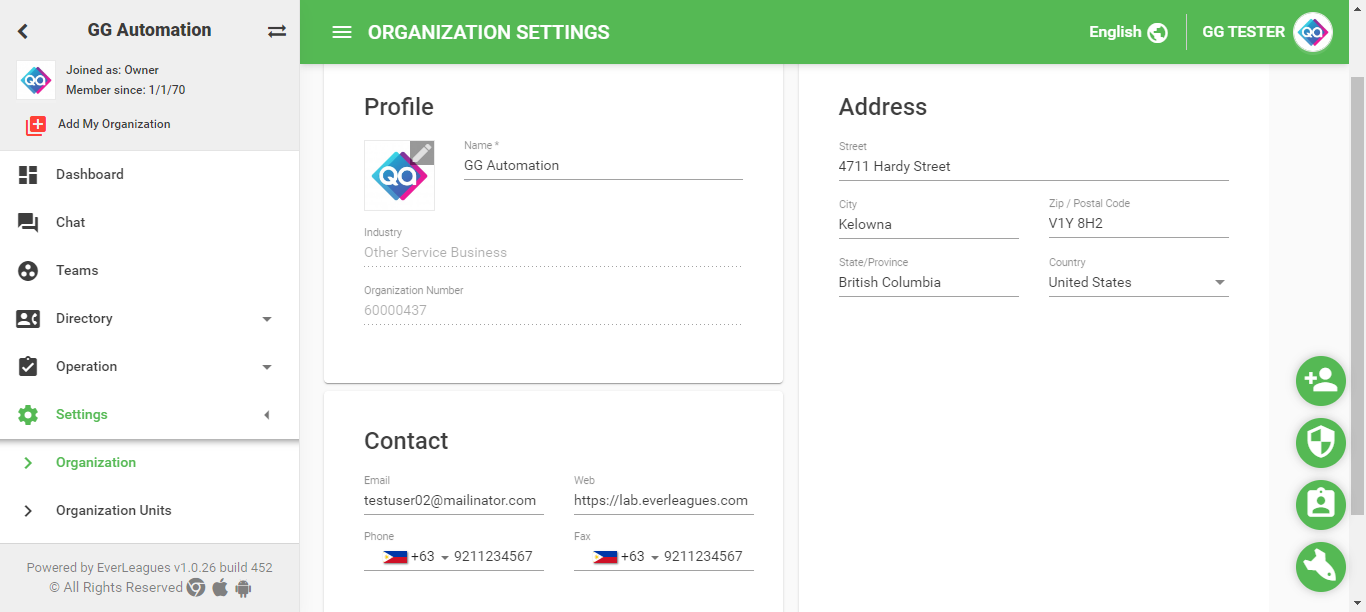 GG Automation
Joined as: Owner
Member since: 1/1/70
Add My Organization
Dashboard
Chat
Teams
Directory
Operation
Settings
Organization
Organization Units
Powered by EverLeagues v1.0.26 build 452
© All Rights Reserved
ORGANIZATION SETTINGS
English
GG TESTER
Qa
Qa
Profile
Qa
Name *
GG Automation
Industry
Other Service Business
Organization Number
60000437
Contact
Email
testuser02@mailinator.com
Web
https://lab.everleagues.com
Phone
+63 9211234567
Fax
+63 9211234567
Address
Street
4711 Hardy Street
City
Kelowna
Zip / Postal Code
V1Y 8H2
State/Province
British Columbia
Country
United States